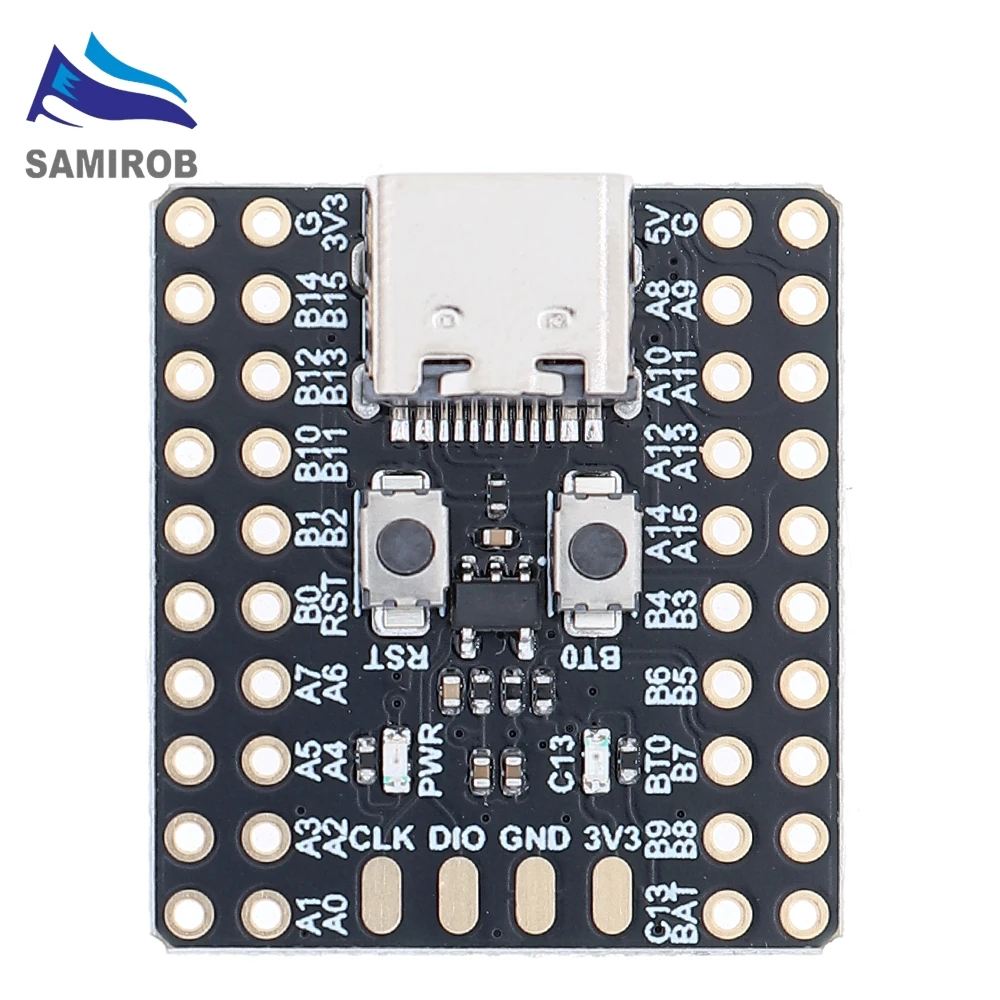 SAMIROB
G
3V3
5V
G
B14
B15
A8
A9
B12
B13
A10
A11
B10
B11
A12
A13
B1
B2
A14
A15
B0
RST
B4
B3
RST
BT0
A7
A6
B6
B5
A5
A4
PWR
C13
BT0
B7
A3
A2
CLK DIO GND 3V3
B9
B8
A1
A0
C13
BAT